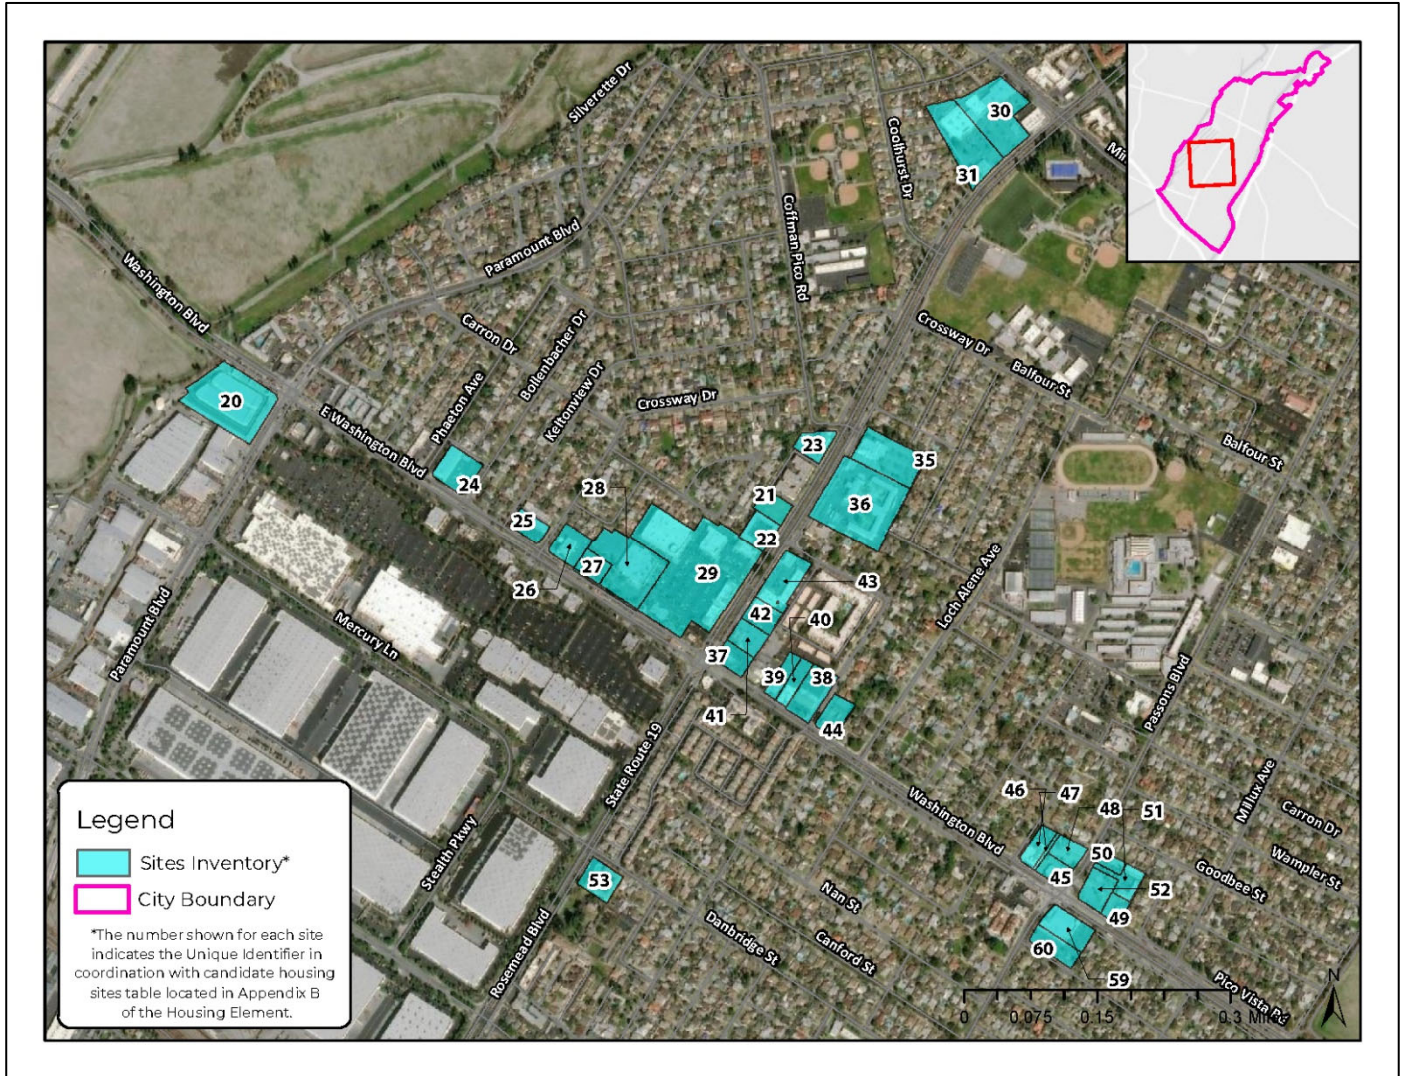 Silverette Dr
30
Coolhurst Dr
31
Coffman Pico Rd
Paramount Blvd
Washington Blvd
Carron Dr
Bollenbacher Dr
Crossway Dr
Balfour St
Phaeton Ave
Keltonview Dr
Crossway Dr
20
E Washington Blvd
23
35
Balfour St
24
28
21
36
25
22
29
43
Loch Alene Ave
27
26
42
40
Paramount Blvd
Mercury Ln
37
39
38
41
44
Passons Blvd
State Route 19
Washington Blvd
46
47
48
51
Millux Ave
Carron Dr
Stealth Pkwy
50
45
Wampler St
53
Goodbee St
52
49
Nan St
Canford St
Danbridge St
Rosemead Blvd
60
59
Pico Vista Rd
Legend
Sites Inventory*
City Boundary
*The number shown for each site
indicates the Unique Identifier in
coordination with candidate housing
sites table located in Appendix B
of the Housing Element.
N
0 0.075 0.15 0.3 Miles